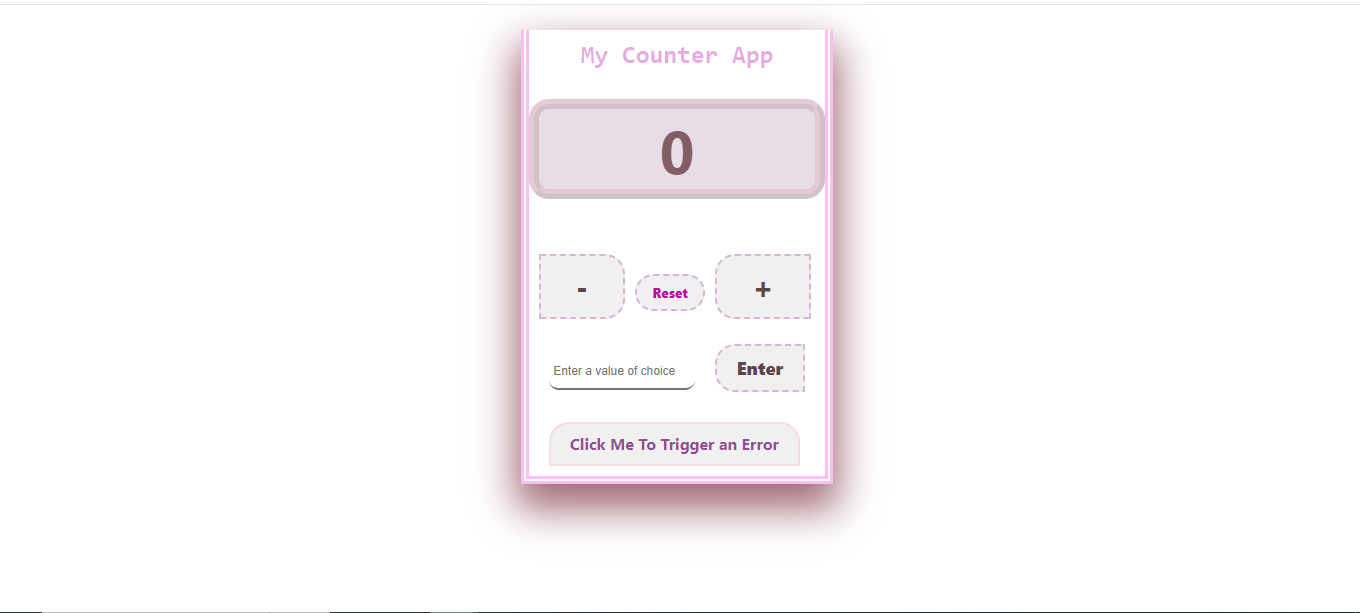 My Counter App
0
- Reset +
Enter a value of choice Enter
Click Me To Trigger an Error